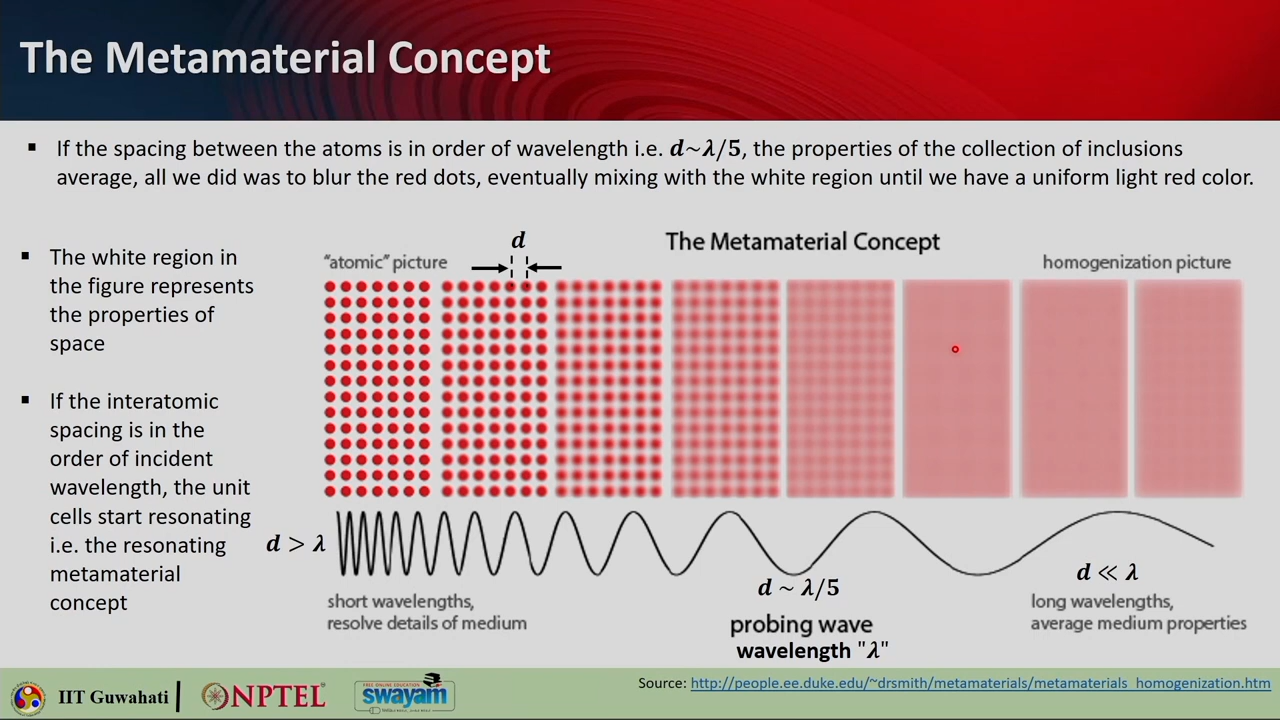 The Metamaterial Concept
▪ If the spacing between the atoms is in order of wavelength i.e. d~λ/5, the properties of the collection of inclusions
average, all we did was to blur the red dots, eventually mixing with the white region until we have a uniform light red color.
▪ The white region in
the figure represents
the properties of
space
▪ If the interatomic
spacing is in the
order of incident
wavelength, the unit
cells start resonating
i.e. the resonating
metamaterial
concept
d
The Metamaterial Concept
"atomic" picture
homogenization picture
d > λ
d ~ λ/5
d ≪ λ
short wavelengths,
resolve details of medium
probing wave
wavelength "λ"
long wavelengths,
average medium properties
IIT Guwahati
NPTEL
FREE ONLINE EDUCATION
swayam
Source: http://people.ee.duke.edu/~drsmith/metamaterials/metamaterials_homogenization.htm